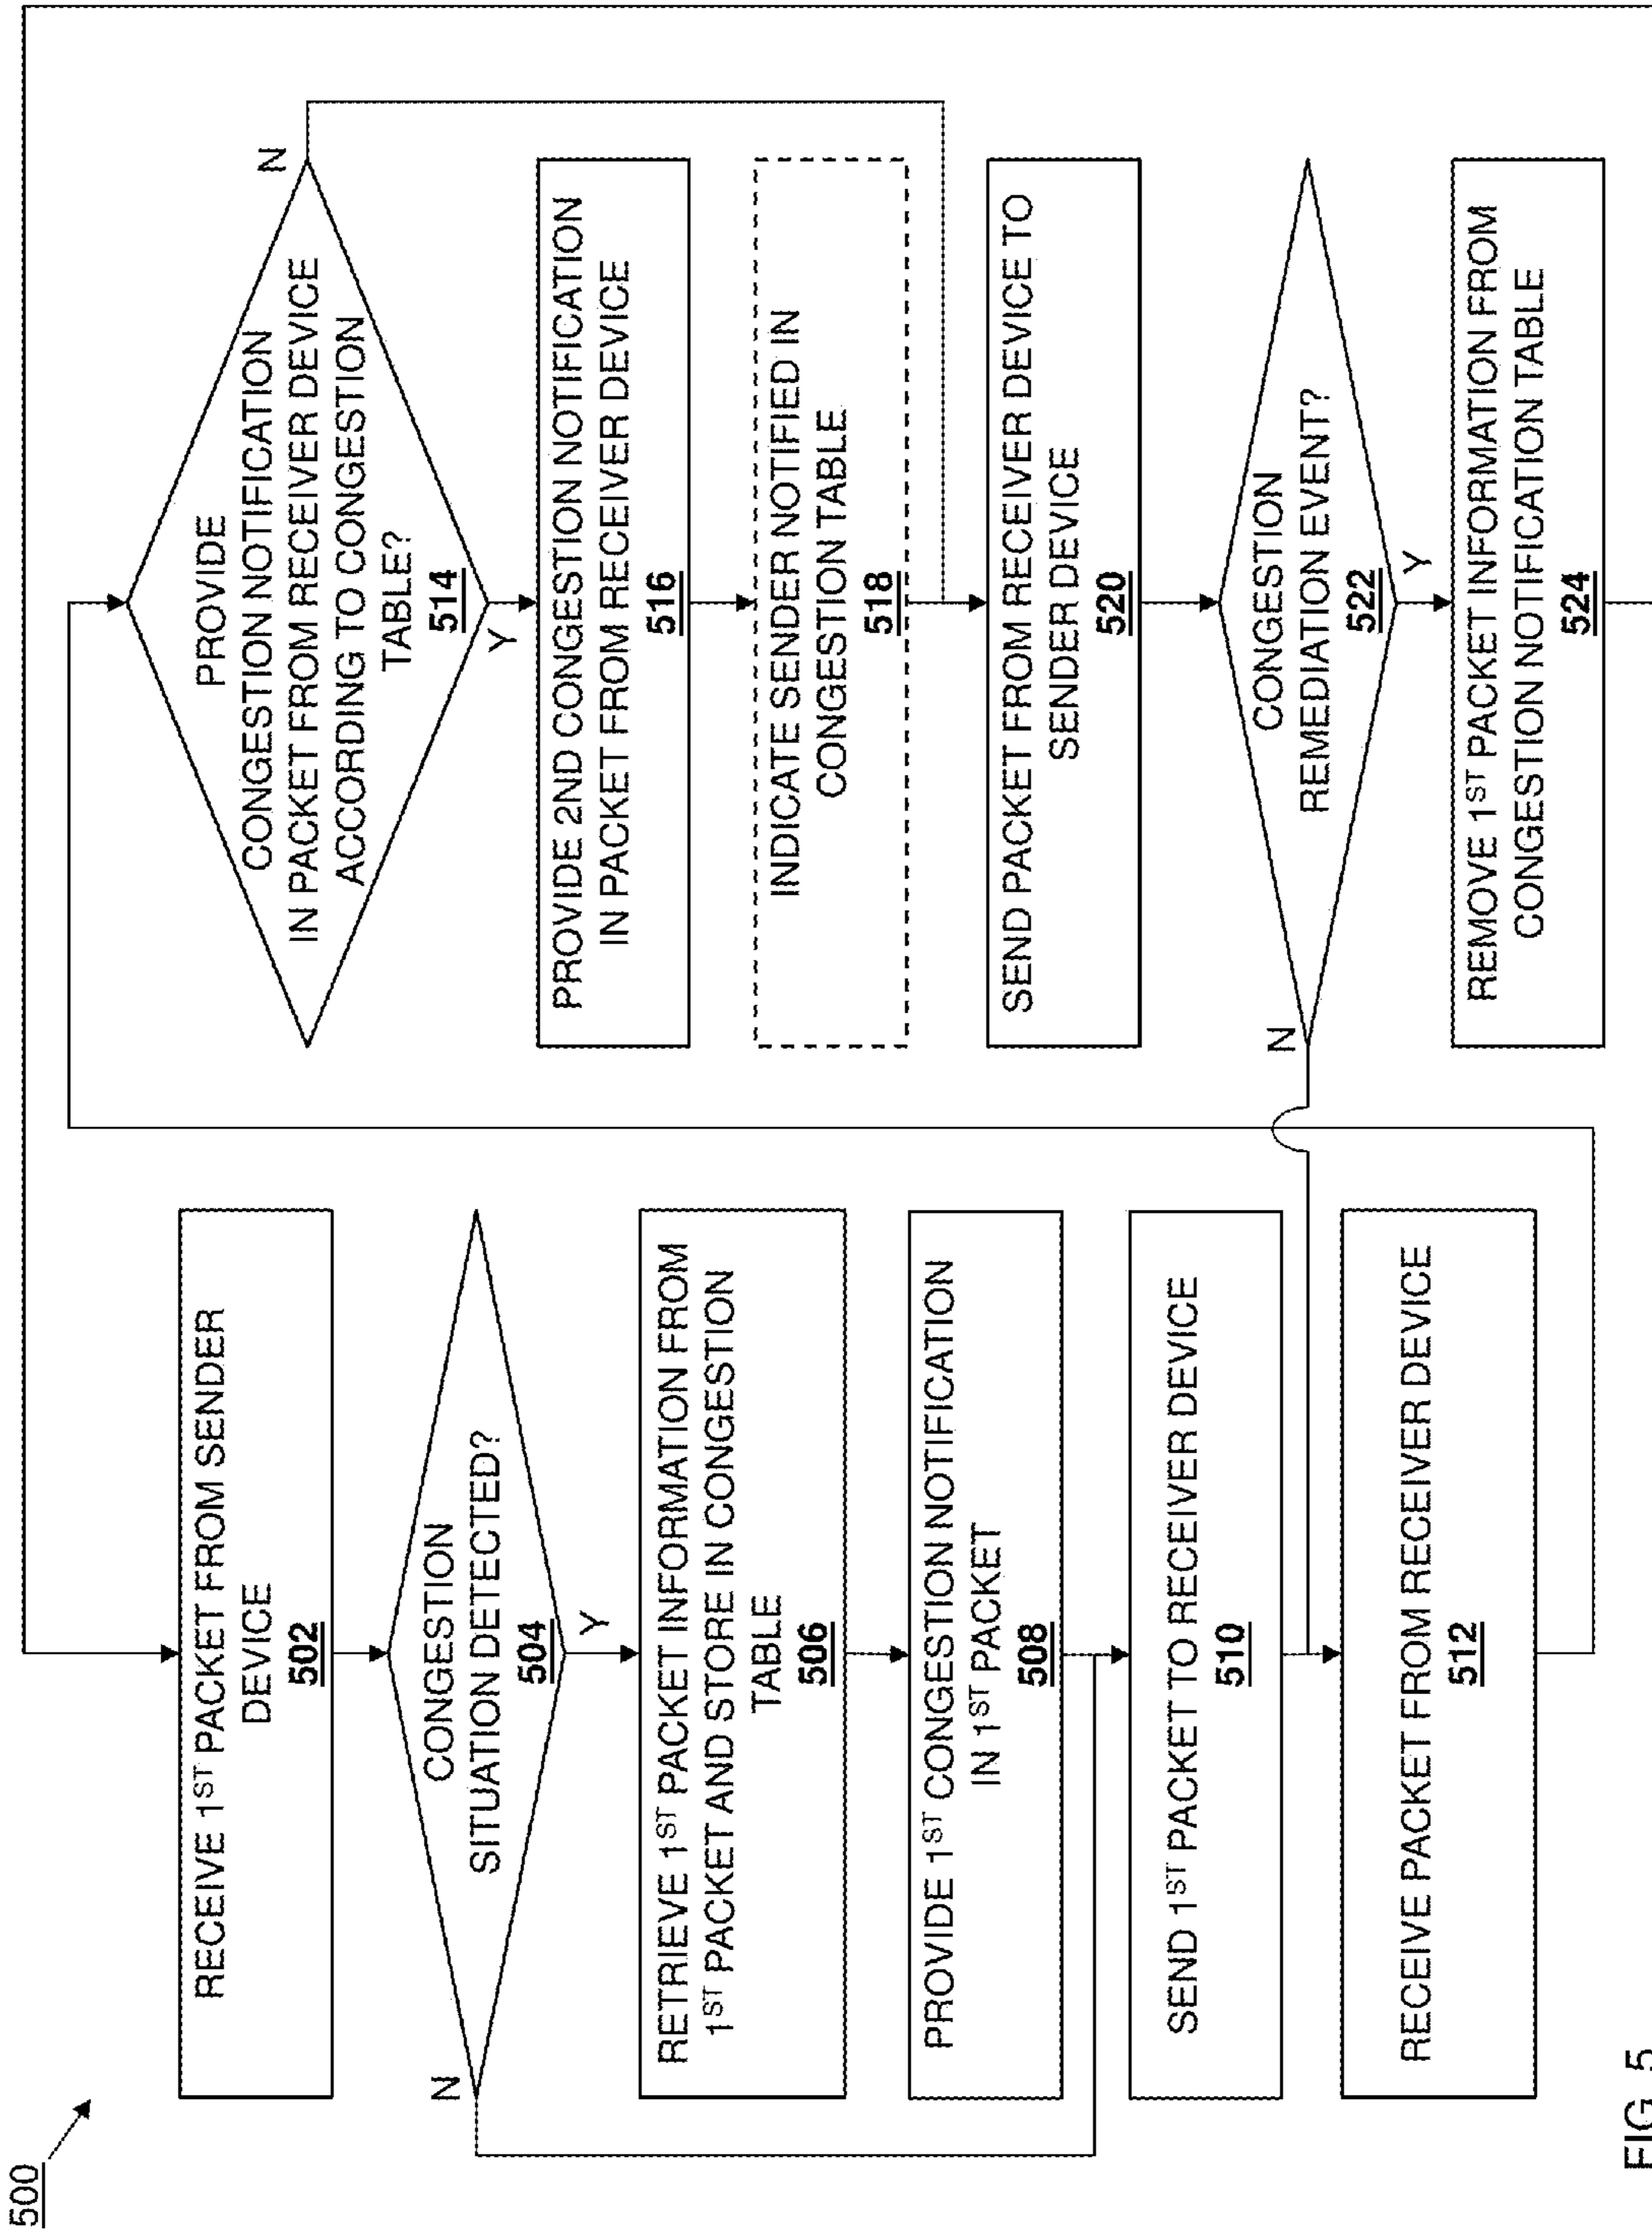 500
RECEIVE 1ST PACKET FROM SENDER
DEVICE
502
CONGESTION
SITUATION DETECTED?
504
N
Y
RETRIEVE 1ST PACKET INFORMATION FROM
1ST PACKET AND STORE IN CONGESTION
TABLE
506
PROVIDE 1ST CONGESTION NOTIFICATION
IN 1ST PACKET
508
SEND 1ST PACKET TO RECEIVER DEVICE
510
RECEIVE PACKET FROM RECEIVER DEVICE
512
PROVIDE
CONGESTION NOTIFICATION
IN PACKET FROM RECEIVER DEVICE
ACCORDING TO CONGESTION
TABLE?
514
N
Y
PROVIDE 2ND CONGESTION NOTIFICATION
IN PACKET FROM RECEIVER DEVICE
516
INDICATE SENDER NOTIFIED IN
CONGESTION TABLE
518
SEND PACKET FROM RECEIVER DEVICE TO
SENDER DEVICE
520
CONGESTION
REMEDIATION EVENT?
522
N
Y
REMOVE 1ST PACKET INFORMATION FROM
CONGESTION NOTIFICATION TABLE
524
FIG. 5